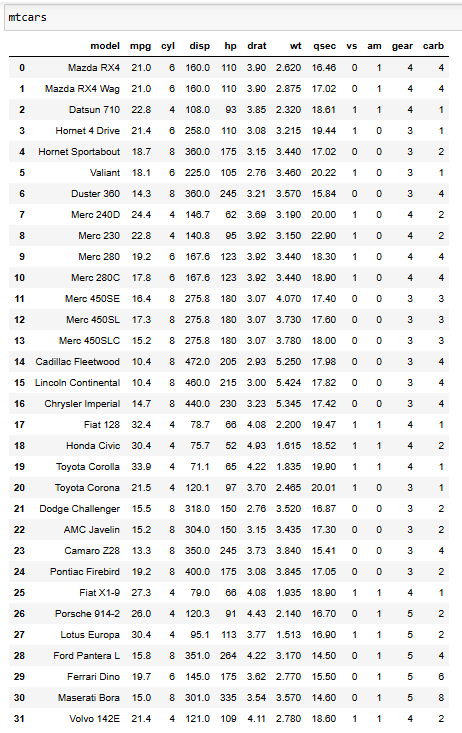 mtcars
model mpg cyl disp hp drat wt qsec vs am gear carb
0 Mazda RX4 21.0 6 160.0 110 3.90 2.620 16.46 0 1 4 4
1 Mazda RX4 Wag 21.0 6 160.0 110 3.90 2.875 17.02 0 1 4 4
2 Datsun 710 22.8 4 108.0 93 3.85 2.320 18.61 1 1 4 1
3 Hornet 4 Drive 21.4 6 258.0 110 3.08 3.215 19.44 1 0 3 1
4 Hornet Sportabout 18.7 8 360.0 175 3.15 3.440 17.02 0 0 3 2
5 Valiant 18.1 6 225.0 105 2.76 3.460 20.22 1 0 3 1
6 Duster 360 14.3 8 360.0 245 3.21 3.570 15.84 0 0 3 4
7 Merc 240D 24.4 4 146.7 62 3.69 3.190 20.00 1 0 4 2
8 Merc 230 22.8 4 140.8 95 3.92 3.150 22.90 1 0 4 2
9 Merc 280 19.2 6 167.6 123 3.92 3.440 18.30 1 0 4 4
10 Merc 280C 17.8 6 167.6 123 3.92 3.440 18.90 1 0 4 4
11 Merc 450SE 16.4 8 275.8 180 3.07 4.070 17.40 0 0 3 3
12 Merc 450SL 17.3 8 275.8 180 3.07 3.730 17.60 0 0 3 3
13 Merc 450SLC 15.2 8 275.8 180 3.07 3.780 18.00 0 0 3 3
14 Cadillac Fleetwood 10.4 8 472.0 205 2.93 5.250 17.98 0 0 3 4
15 Lincoln Continental 10.4 8 460.0 215 3.00 5.424 17.82 0 0 3 4
16 Chrysler Imperial 14.7 8 440.0 230 3.23 5.345 17.42 0 0 3 4
17 Fiat 128 32.4 4 78.7 66 4.08 2.200 19.47 1 1 4 1
18 Honda Civic 30.4 4 75.7 52 4.93 1.615 18.52 1 1 4 2
19 Toyota Corolla 33.9 4 71.1 65 4.22 1.835 19.90 1 1 4 1
20 Toyota Corona 21.5 4 120.1 97 3.70 2.465 20.01 1 0 3 1
21 Dodge Challenger 15.5 8 318.0 150 2.76 3.520 16.87 0 0 3 2
22 AMC Javelin 15.2 8 304.0 150 3.15 3.435 17.30 0 0 3 2
23 Camaro Z28 13.3 8 350.0 245 3.73 3.840 15.41 0 0 3 4
24 Pontiac Firebird 19.2 8 400.0 175 3.08 3.845 17.05 0 0 3 2
25 Fiat X1-9 27.3 4 79.0 66 4.08 1.935 18.90 1 1 4 1
26 Porsche 914-2 26.0 4 120.3 91 4.43 2.140 16.70 0 1 5 2
27 Lotus Europa 30.4 4 95.1 113 3.77 1.513 16.90 1 1 5 2
28 Ford Pantera L 15.8 8 351.0 264 4.22 3.170 14.50 0 1 5 4
29 Ferrari Dino 19.7 6 145.0 175 3.62 2.770 15.50 0 1 5 6
30 Maserati Bora 15.0 8 301.0 335 3.54 3.570 14.60 0 1 5 8
31 Volvo 142E 21.4 4 121.0 109 4.11 2.780 18.60 1 1 4 2